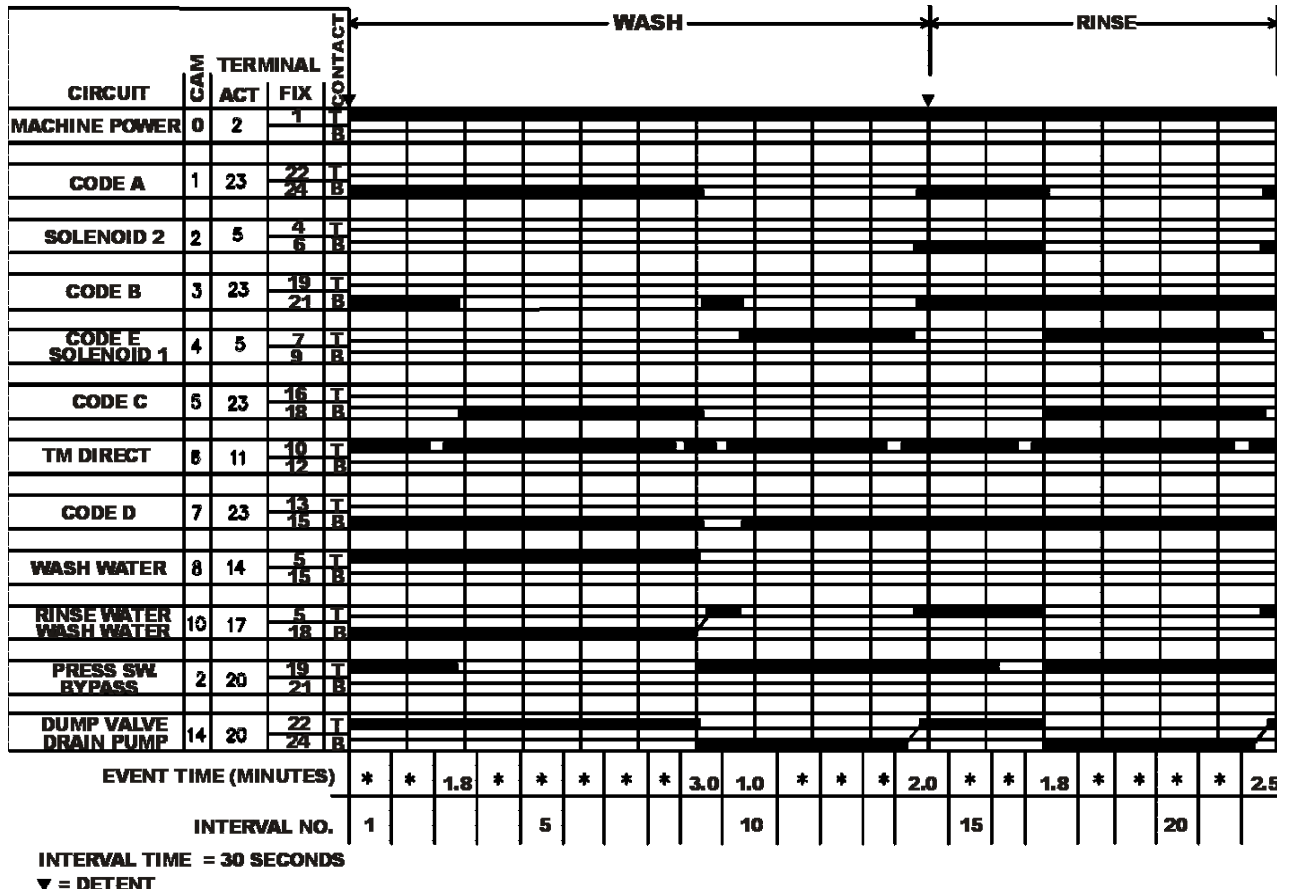 WASH RINSE
CIRCUIT CAM TERMINAL CONTACT
ACT FIX
MACHINE POWER 0 2 1 T
B
CODE A 1 23 22 T
24 B
SOLENOID 2 2 5 4 T
6 B
CODE B 3 23 19 T
21 B
CODE E
SOLENOID 1 4 5 7 T
9 B
CODE C 5 23 16 T
18 B
TM DIRECT 6 11 10 T
12 B
CODE D 7 23 13 T
15 B
WASH WATER 8 14 5 T
15 B
RINSE WATER
WASH WATER 10 17 5 T
18 B
PRESS SW.
BYPASS 2 20 19 T
21 B
DUMP VALVE
DRAIN PUMP 14 20 22 T
24 B
EVENT TIME (MINUTES) * * 1.8 * * * * * 3.0 1.0 * * * 2.0 * * 1.8 * * * * 2.5
INTERVAL NO. 1 5 10 15 20
INTERVAL TIME = 30 SECONDS
▼ = DETENT